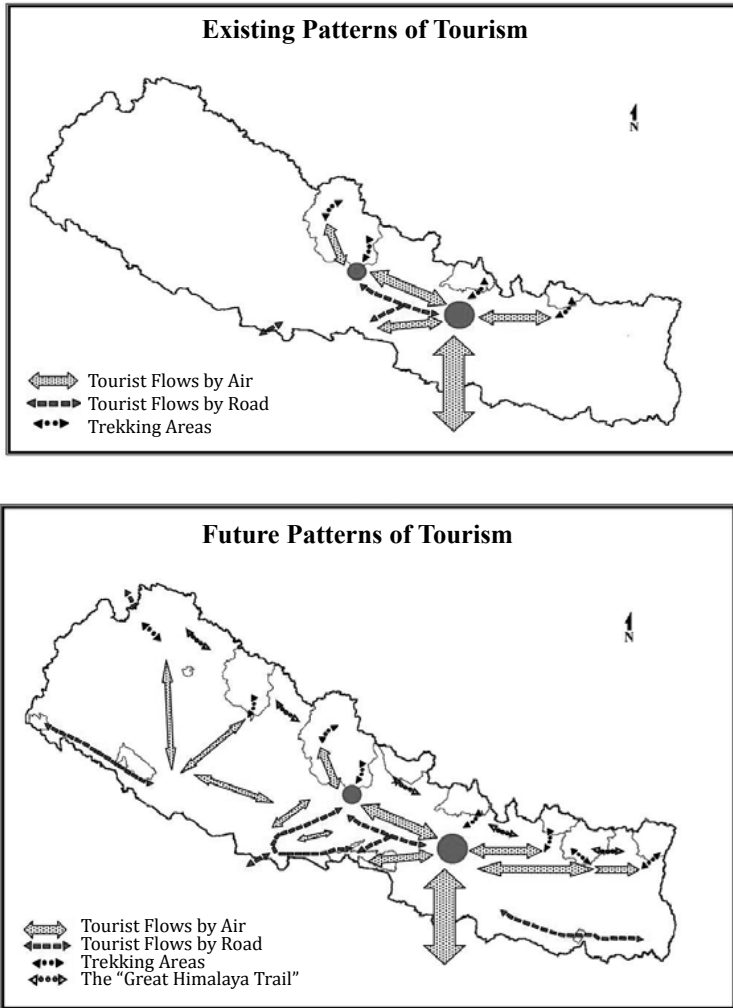 Existing Patterns of Tourism
N
Tourist Flows by Air
Tourist Flows by Road
Trekking Areas
Future Patterns of Tourism
N
Tourist Flows by Air
Tourist Flows by Road
Trekking Areas
The “Great Himalaya Trail”